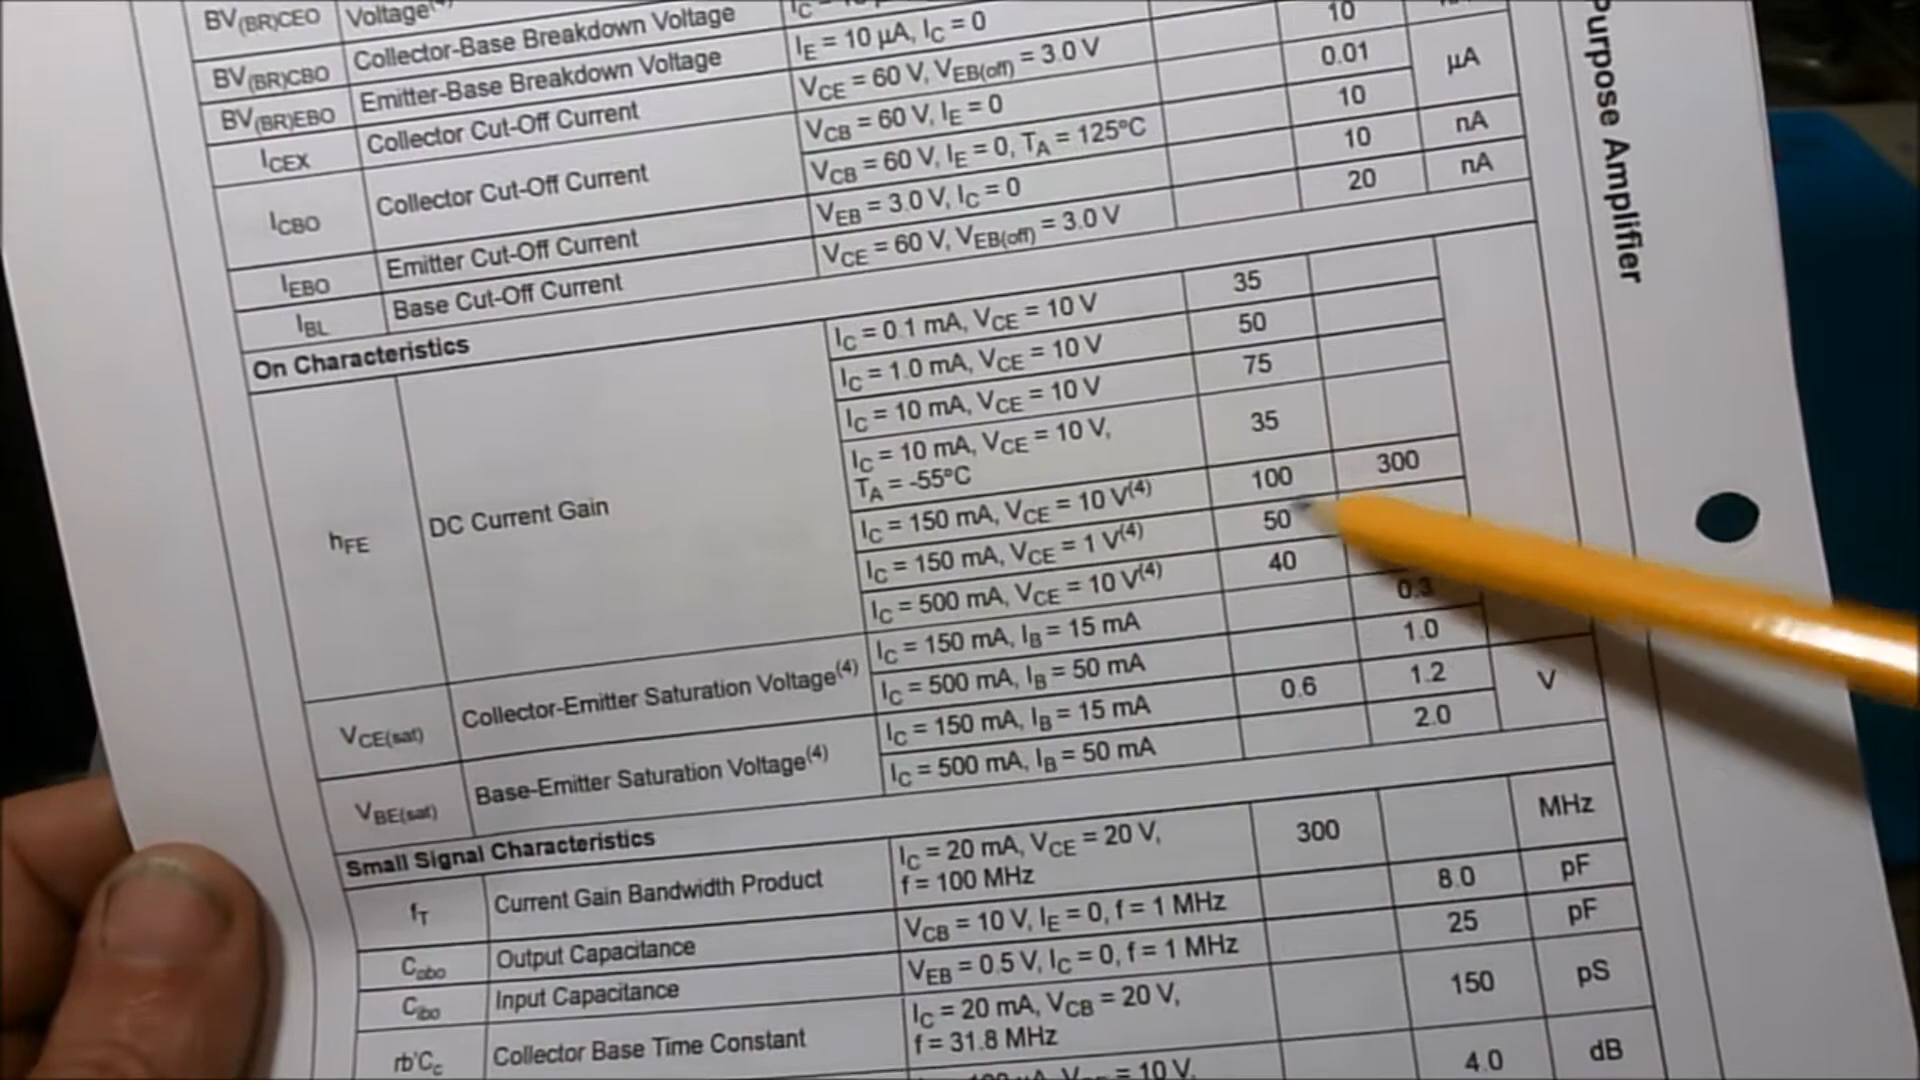 BV(BR)CEO Voltage
BV(BR)CBO Collector-Base Breakdown Voltage 10
BV(BR)EBO Emitter-Base Breakdown Voltage IE = 10 µA, IC = 0
ICEX Collector Cut-Off Current VCE = 60 V, VEB(off) = 3.0 V 10
ICBO Collector Cut-Off Current VCB = 60 V, IE = 0 0.01 µA
VCB = 60 V, IE = 0, TA = 125°C 10
IEBO Emitter Cut-Off Current VEB = 3.0 V, IC = 0 10 nA
IBL Base Cut-Off Current VCE = 60 V, VEB(off) = 3.0 V 20 nA
On Characteristics
hFE DC Current Gain IC = 0.1 mA, VCE = 10 V 35
IC = 1.0 mA, VCE = 10 V 50
IC = 10 mA, VCE = 10 V 75
IC = 10 mA, VCE = 10 V, 35
TA = -55°C
IC = 150 mA, VCE = 10 V(4) 100 300
IC = 150 mA, VCE = 1 V(4) 50
IC = 500 mA, VCE = 10 V(4) 40
VCE(sat) Collector-Emitter Saturation Voltage(4) IC = 150 mA, IB = 15 mA 0.3
IC = 500 mA, IB = 50 mA 1.0
VBE(sat) Base-Emitter Saturation Voltage(4) IC = 150 mA, IB = 15 mA 0.6 1.2 V
IC = 500 mA, IB = 50 mA 2.0
Small Signal Characteristics
fT Current Gain Bandwidth Product IC = 20 mA, VCE = 20 V, 300 MHz
f = 100 MHz
Cobo Output Capacitance VCB = 10 V, IE = 0, f = 1 MHz 8.0 pF
Cibo Input Capacitance VEB = 0.5 V, IC = 0, f = 1 MHz 25 pF
rb'Cc Collector Base Time Constant IC = 20 mA, VCB = 20 V, 150 pS
f = 31.8 MHz
= 10 V, 4.0 dB
Purpose Amplifier